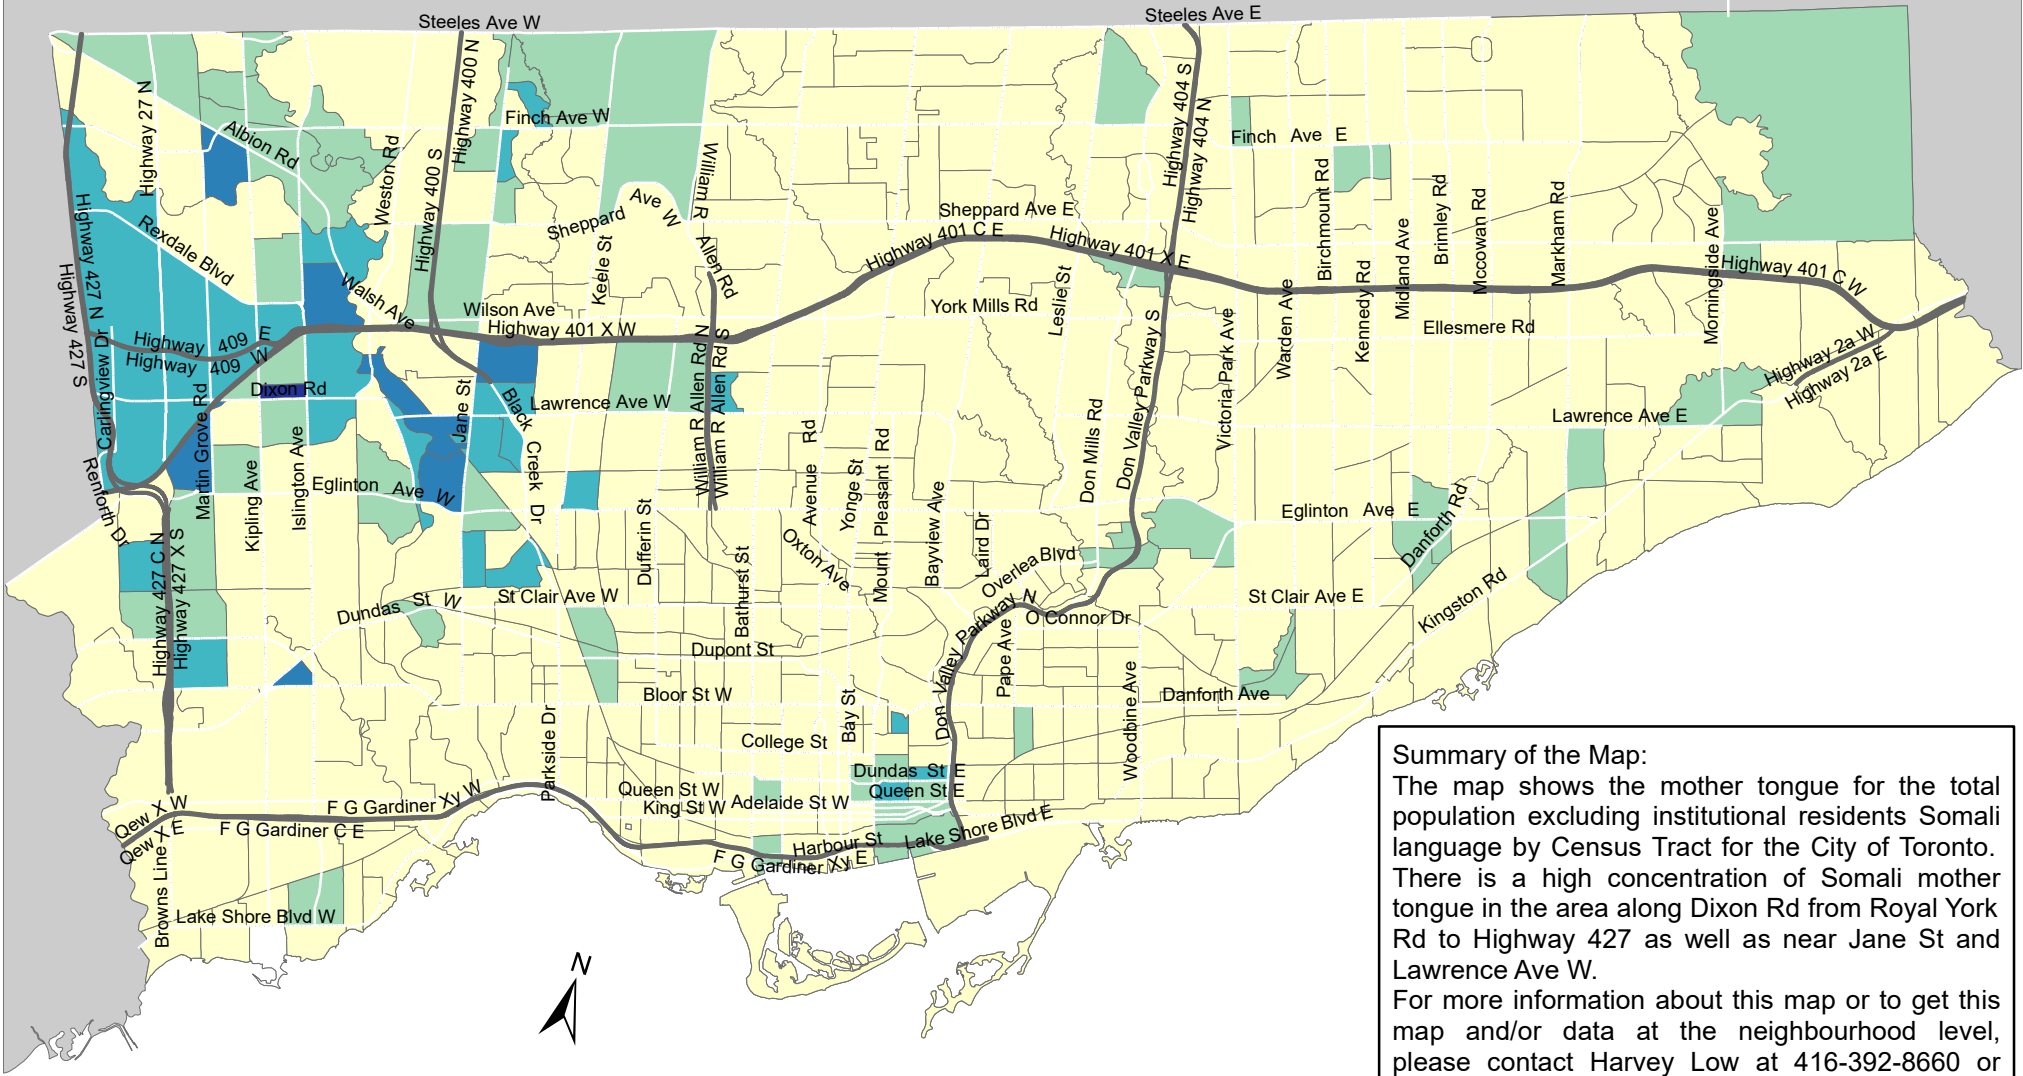 Steeles Ave W
Steeles Ave E
Highway 27 N
Albion Rd
Weston Rd
Highway 400 N
Highway 400 S
Finch Ave W
William R Allen Rd
Sheppard Ave W
Keele St
Highway 404 S
Highway 404 N
Finch Ave E
Sheppard Ave E
Birchmount Rd
Kennedy Rd
Midland Ave
Brimley Rd
Mccowan Rd
Markham Rd
Morningside Ave
Highway 427 N
Highway 427 S
Rexdale Blvd
Walsh Ave
Wilson Ave
Highway 401 X W
Highway 401 C E
Highway 401 X E
Highway 401 C W
York Mills Rd
Leslie St
Ellesmere Rd
Warden Ave
Victoria Park Ave
Highway 2a W
Highway 2a E
Highway 409 E
Highway 409 W
Carlingview Dr
Dixon Rd
Martin Grove Rd
Jane St
Black Creek Dr
Lawrence Ave W
William R Allen Rd N
William R Allen Rd S
Lawrence Ave E
Don Mills Rd
Don Valley Parkway S
Renforth Dr
Kipling Ave
Islington Ave
Eglinton Ave W
Dufferin St
Bathurst St
Avenue Rd
Oxton Ave
Yonge St
Mount Pleasant Rd
Bayview Ave
Laird Dr
Overlea Blvd
Eglinton Ave E
Danforth Rd
Highway 427 C N
Highway 427 X S
Dundas St W
St Clair Ave W
St Clair Ave E
Kingston Rd
O Connor Dr
Don Valley Parkway N
Pape Ave
Dupont St
Bloor St W
Bay St
Woodbine Ave
Danforth Ave
Parkside Dr
College St
Dundas St E
Queen St W
Queen St E
King St W
Adelaide St W
Qew X W
Qew X E
F G Gardiner Xy W
F G Gardiner C E
Harbour St
Lake Shore Blvd E
F G Gardiner Xy E
Browns Line
Lake Shore Blvd W
N
Summary of the Map:
The map shows the mother tongue for the total
population excluding institutional residents Somali
language by Census Tract for the City of Toronto.
There is a high concentration of Somali mother
tongue in the area along Dixon Rd from Royal York
Rd to Highway 427 as well as near Jane St and
Lawrence Ave W.
For more information about this map or to get this
map and/or data at the neighbourhood level,
please contact Harvey Low at 416-392-8660 or